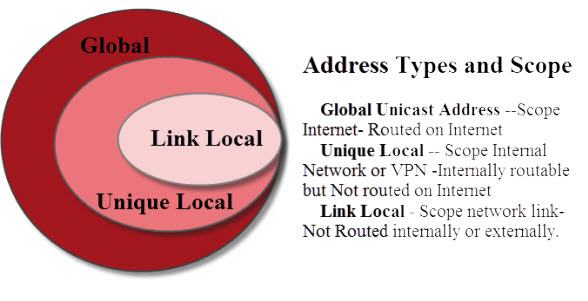 Global
Link Local
Unique Local
Address Types and Scope
Global Unicast Address --Scope
Internet- Routed on Internet
Unique Local -- Scope Internal
Network or VPN -Internally routable
but Not routed on Internet
Link Local - Scope network link-
Not Routed internally or externally.